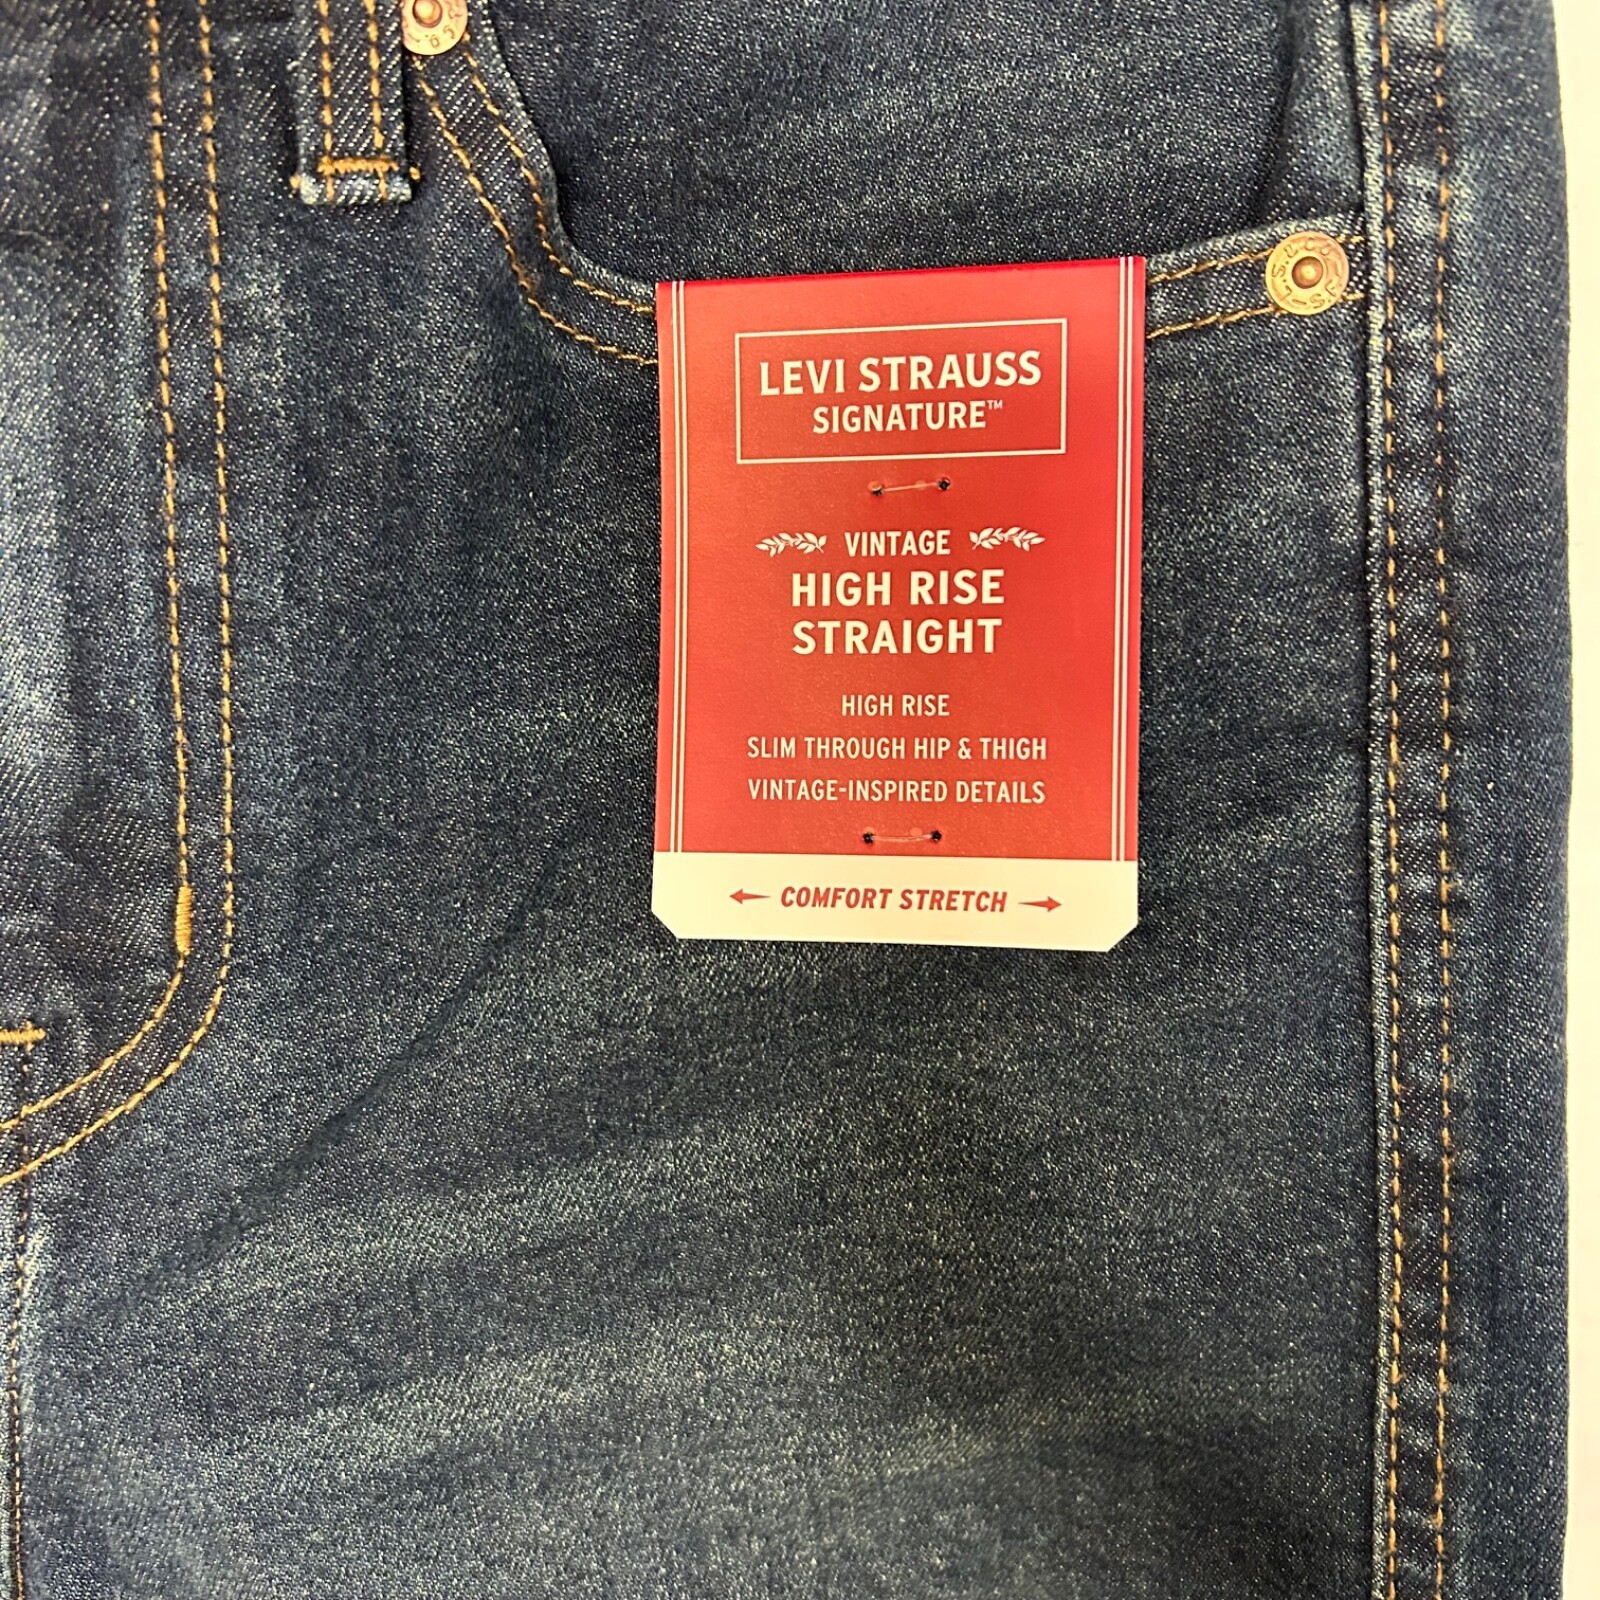 LEVI STRAUSS
SIGNATURE™
VINTAGE
HIGH RISE
STRAIGHT
HIGH RISE
SLIM THROUGH HIP & THIGH
VINTAGE-INSPIRED DETAILS
COMFORT STRETCH